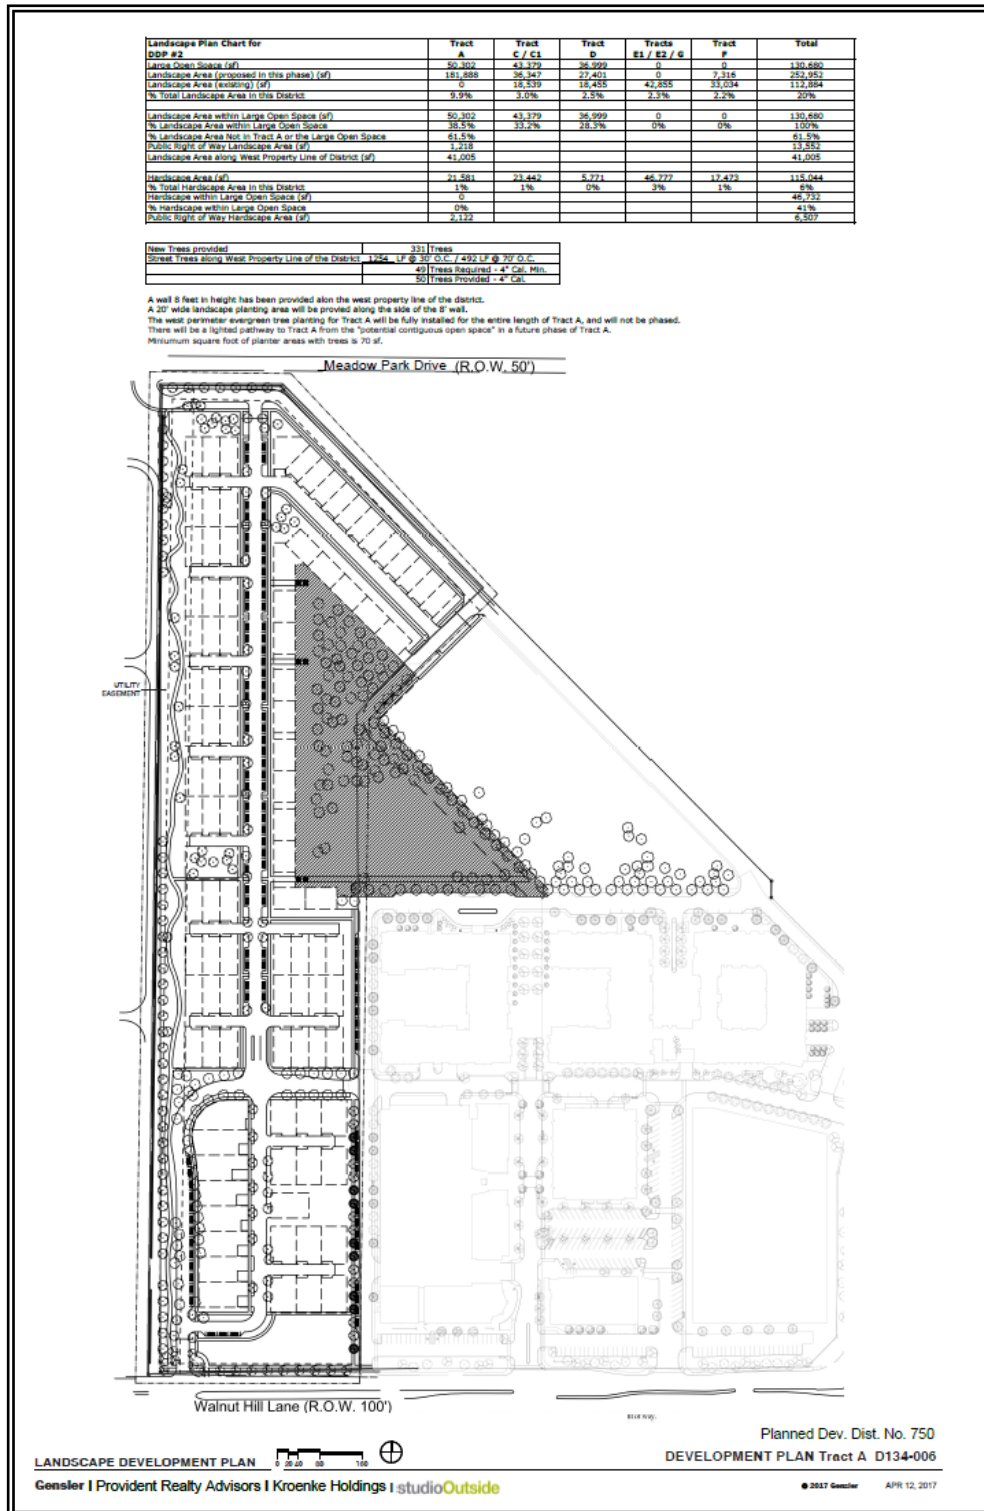 Landscape Plan Chart for DDP #2 Tract A Tract C / C1 Tract D Tracts E1 / E2 / G Tract F Total
Large Open Space (sf) 50,302 43,379 36,999 0 0 130,680
Landscape Area (proposed in this phase) (sf) 181,888 36,347 27,401 0 7,316 252,952
Landscape Area (existing) (sf) 0 18,539 18,455 42,855 33,034 112,884
% Total Landscape Area in this District 9.9% 3.0% 2.5% 2.3% 2.2% 20%
Landscape Area within Large Open Space (sf) 50,302 43,379 36,999 0 0 130,680
% Landscape Area within Large Open Space 38.5% 33.2% 28.3% 0% 0% 100%
% Landscape Area Not in Tract A or the Large Open Space 61.5% 61.5%
Public Right of Way Landscape Area (sf) 1,218 13,552
Landscape Area along West Property Line of District (sf) 41,005 41,005
Hardscape Area (sf) 21,581 23,442 5,771 46,777 17,473 115,044
% Total Hardscape Area in this District 1% 1% 0% 3% 1% 6%
Hardscape within Large Open Space (sf) 0 46,732
% Hardscape within Large Open Space 0% 41%
Public Right of Way Hardscape Area (sf) 2,122 6,507
New Trees provided 331 Trees
Street Trees along West Property Line of the District 1254 LF @ 30' O.C. / 492 LF @ 70' O.C.
49 Trees Required - 4" Cal. Min.
50 Trees Provided - 4" Cal.
A wall 8 feet in height has been provided alon the west property line of the district.
A 20' wide landscape planting area will be provied along the side of the 8' wall.
The west perimeter evergreen tree planting for Tract A will be fully installed for the entire length of Tract A, and will not be phased.
There will be a lighted pathway to Tract A from the "potential contiguous open space" in a future phase of Tract A.
Miniumum square foot of planter areas with trees is 70 sf.
Meadow Park Drive (R.O.W. 50')
UTILITY
EASEMENT
Walnut Hill Lane (R.O.W. 100')
Planned Dev. Dist. No. 750
LANDSCAPE DEVELOPMENT PLAN 0 20 40 80 160 DEVELOPMENT PLAN Tract A D134-006
Gensler I Provident Realty Advisors I Kroenke Holdings I studioOutside © 2017 Gensler APR 12, 2017